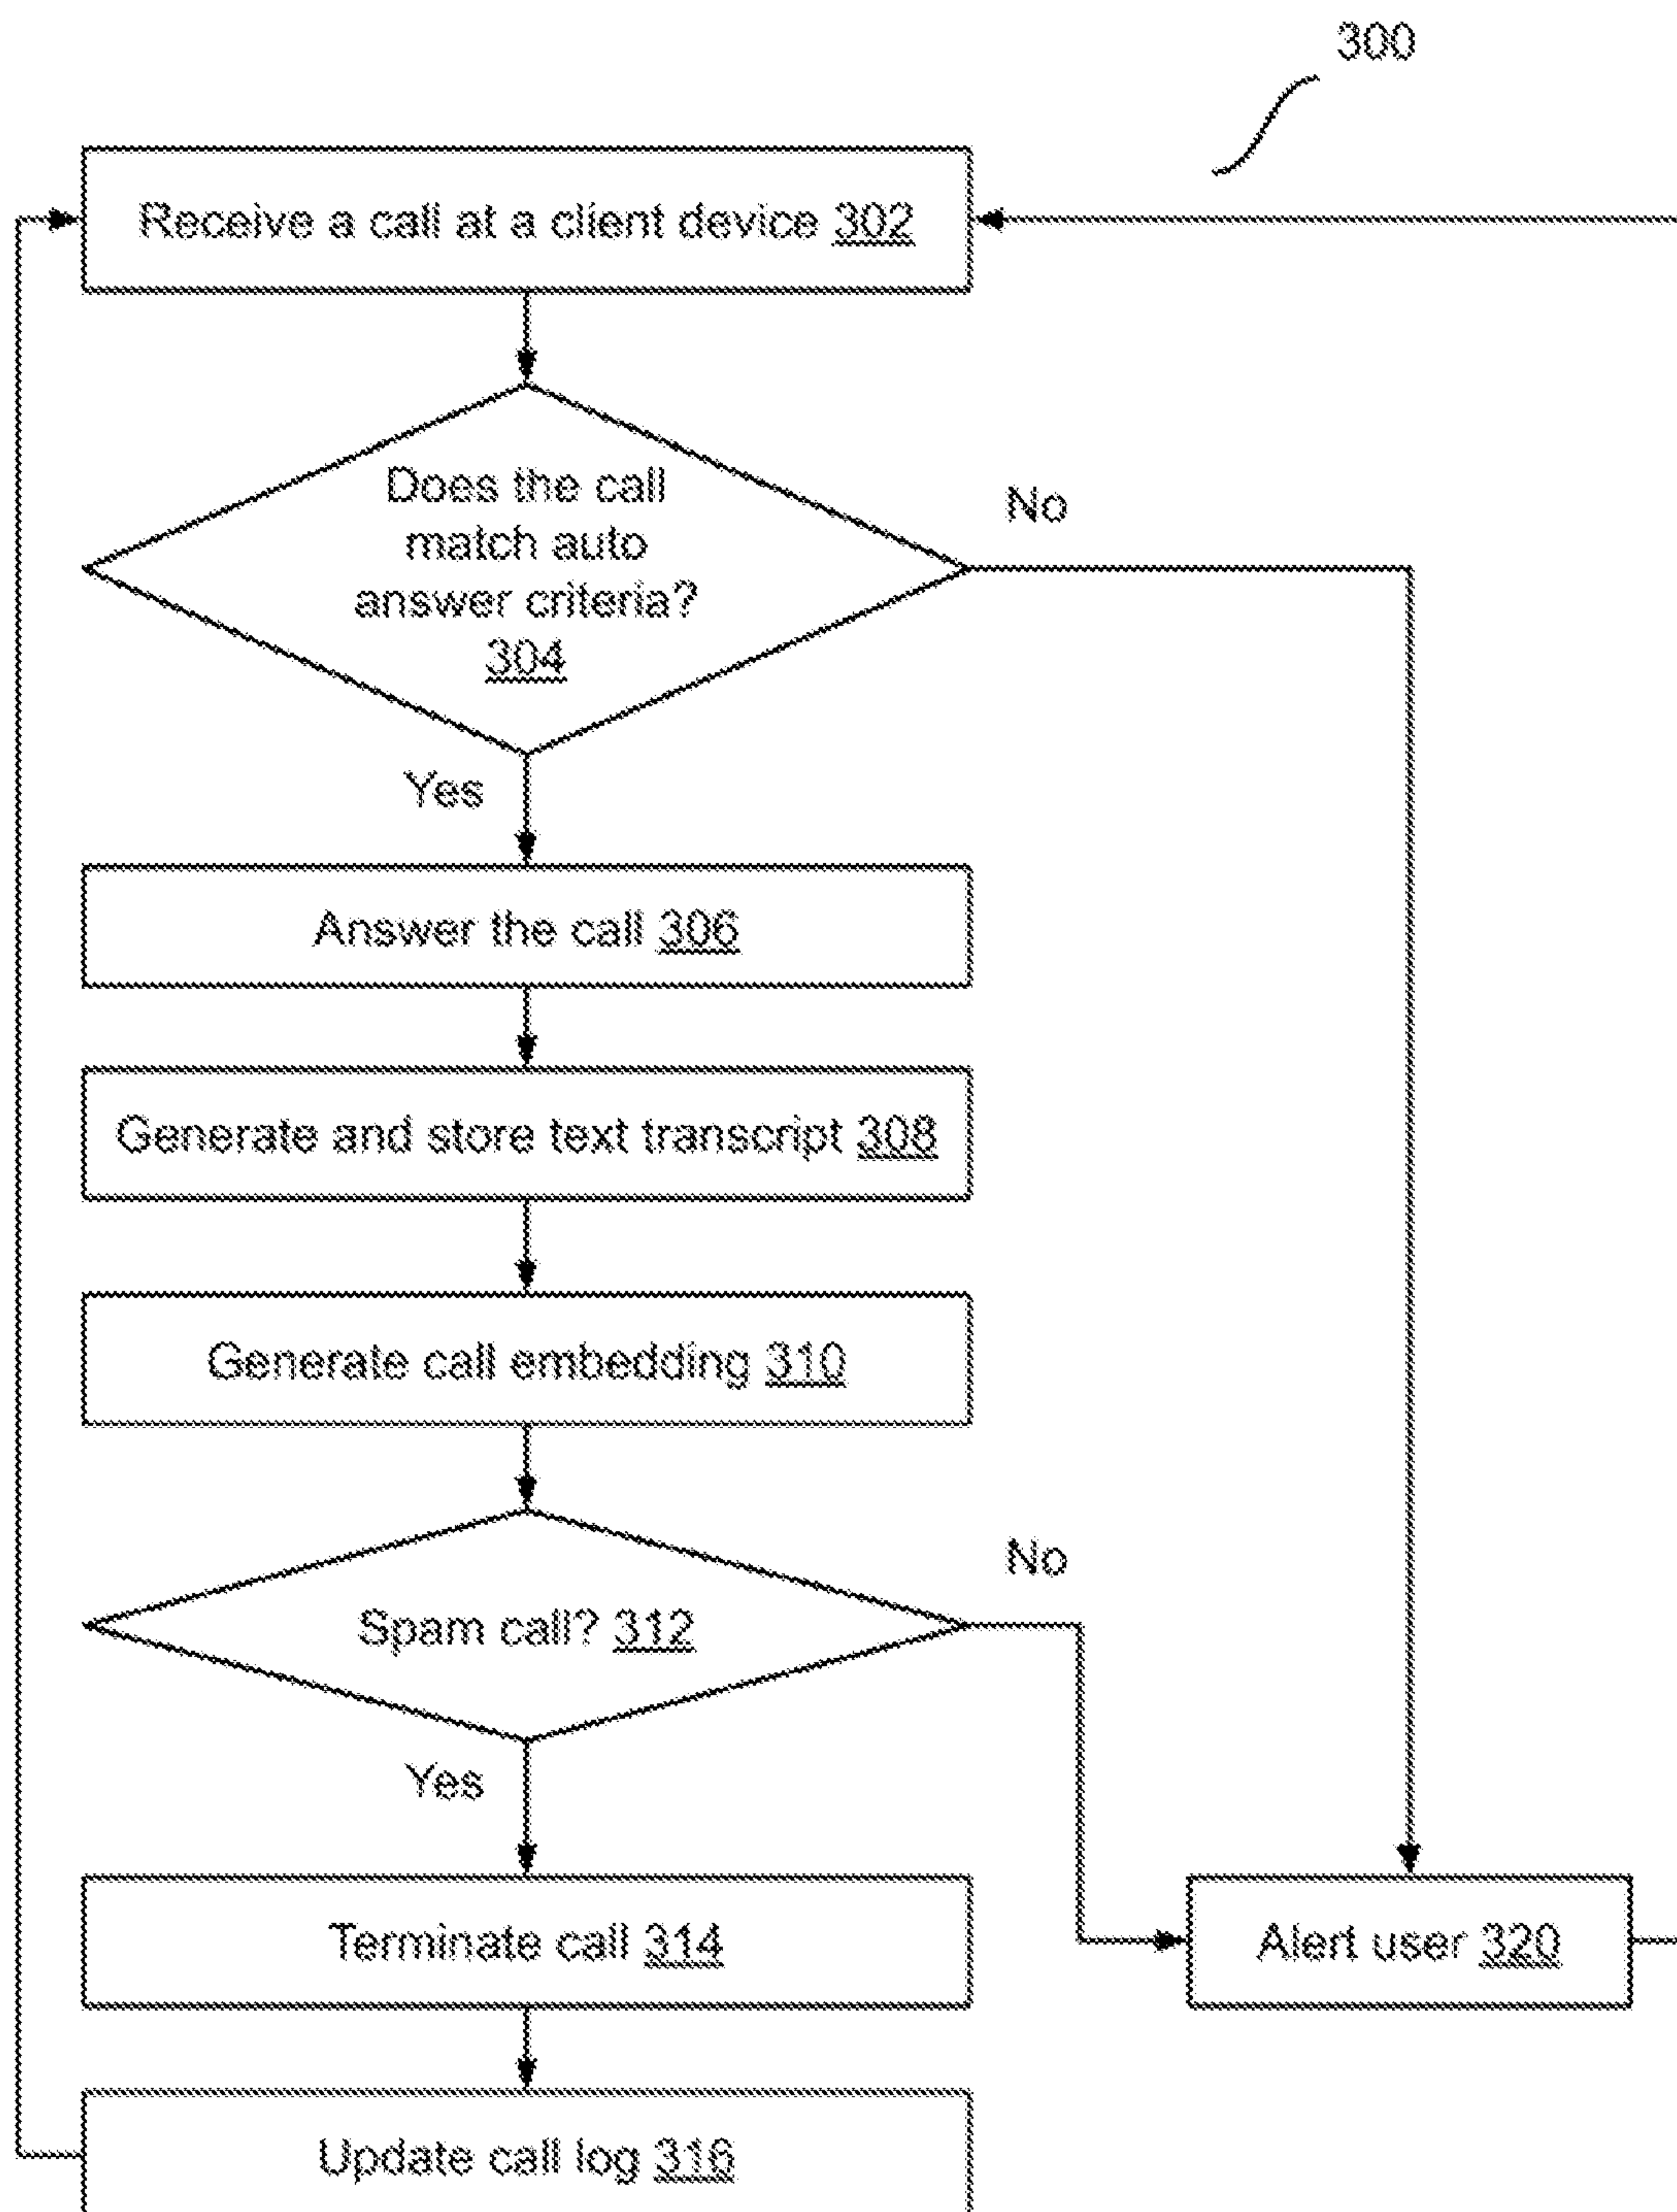 300
Receive a call at a client device 302
Does the call
match auto
answer criteria?
304
No
Yes
Answer the call 306
Generate and store text transcript 308
Generate call embedding 310
Spam call? 312
No
Yes
Terminate call 314
Alert user 320
Update call log 316